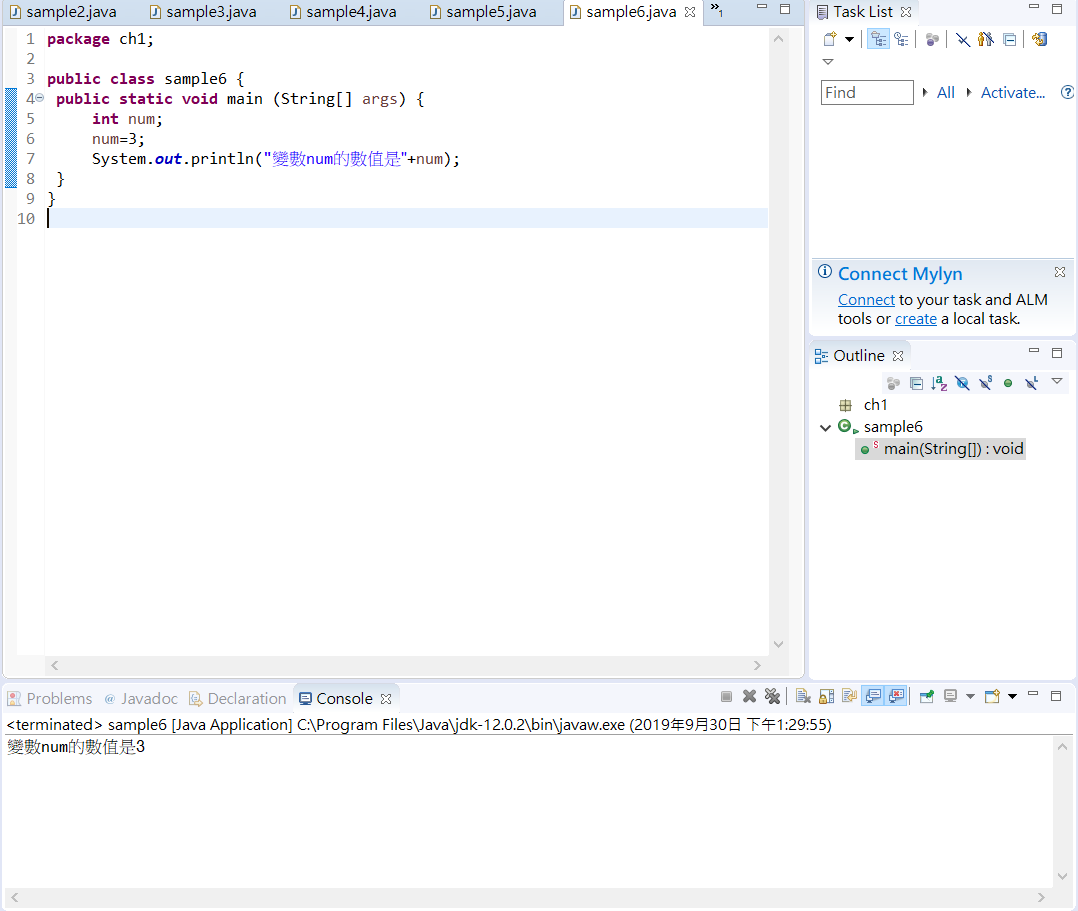 sample2.java sample3.java sample4.java sample5.java sample6.java »1
1 package ch1;
2
3 public class sample6 {
4 public static void main (String[] args) {
5 int num;
6 num=3;
7 System.out.println("變數num的數值是"+num);
8 }
9 }
10
Task List
Find All Activate...
Connect Mylyn
Connect to your task and ALM
tools or create a local task.
Outline
ch1
sample6
main(String[]) : void
Problems Javadoc Declaration Console
<terminated> sample6 [Java Application] C:\Program Files\Java\jdk-12.0.2\bin\javaw.exe (2019年9月30日 下午1:29:55)
變數num的數值是3